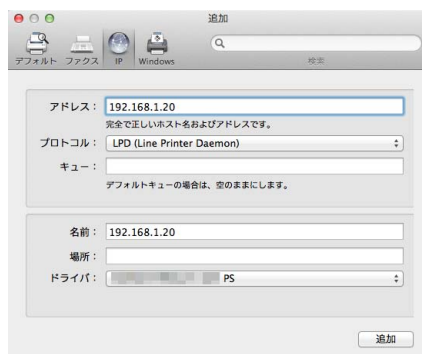 追加
デフォルト ファクス IP Windows
検索
アドレス： 192.168.1.20
完全で正しいホスト名およびアドレスです。
プロトコル： LPD (Line Printer Daemon)
キュー：
デフォルトキューの場合は、空のままにします。
名前： 192.168.1.20
場所：
ドライバ： PS
追加